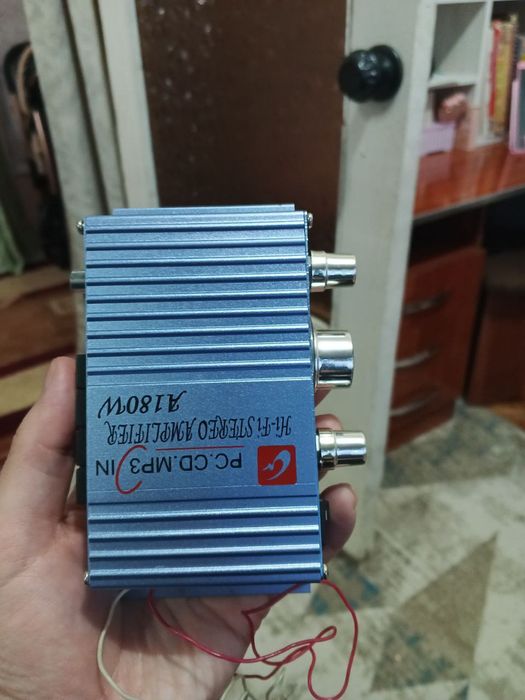 PC.CD.MP3 IN
Hi-Fi STEREO AMPLIFIER
A180W